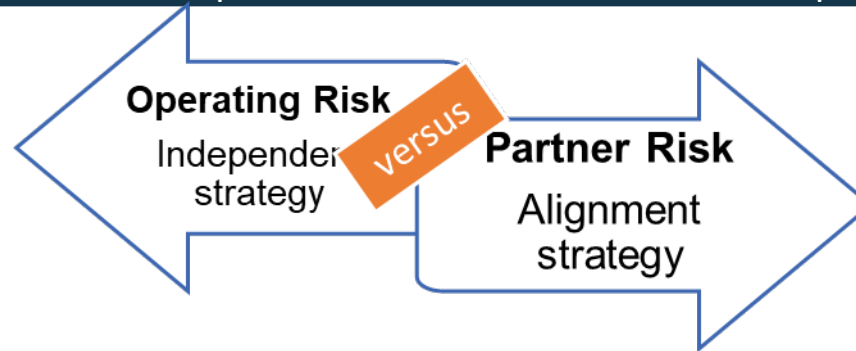 Operating Risk
Independen
strategy
versus
Partner Risk
Alignment
strategy